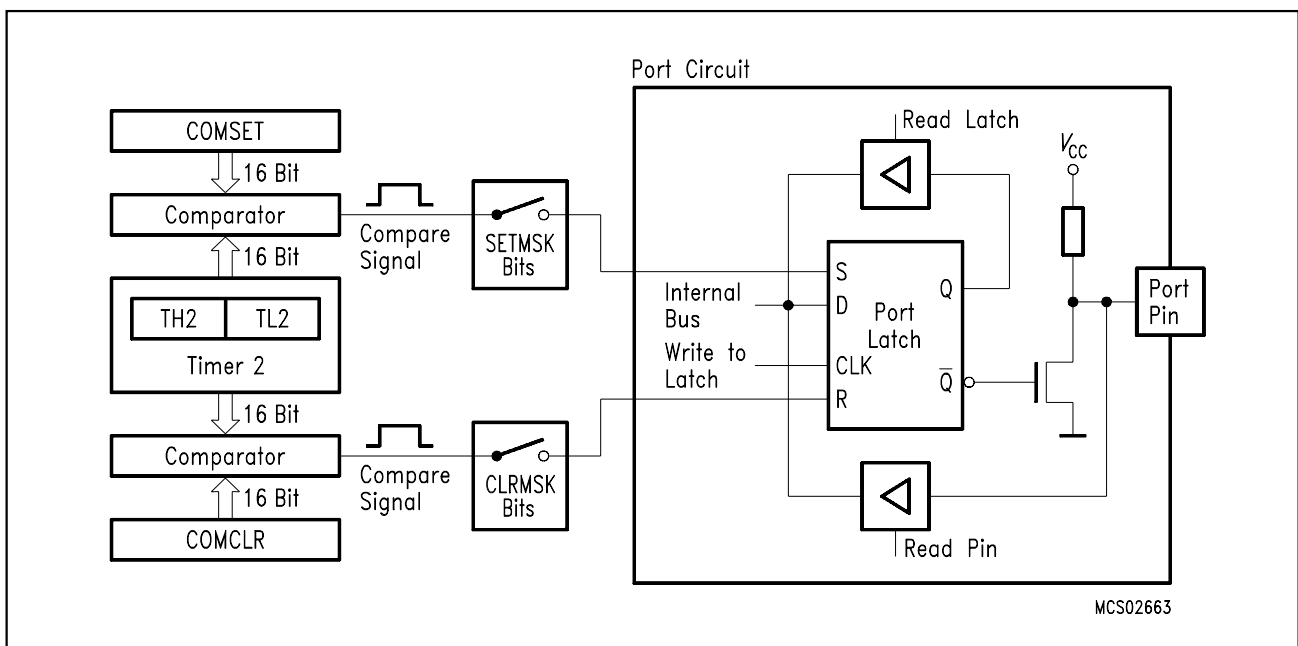 Port Circuit
COMSET
16 Bit
Comparator
16 Bit
TH2 TL2
Timer 2
16 Bit
Comparator
16 Bit
COMCLR
Compare
Signal
SETMSK
Bits
Compare
Signal
CLRMSK
Bits
Read Latch
VCC
Internal
Bus
Write to
Latch
S
D
CLK
R
Port
Latch
Q
Q̅
Port
Pin
Read Pin
MCS02663